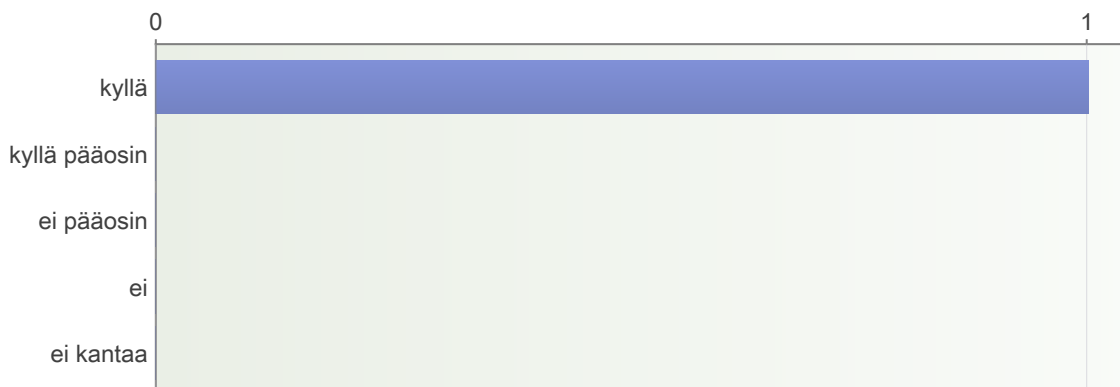 0 1
kyllä
kyllä pääosin
ei pääosin
ei
ei kantaa